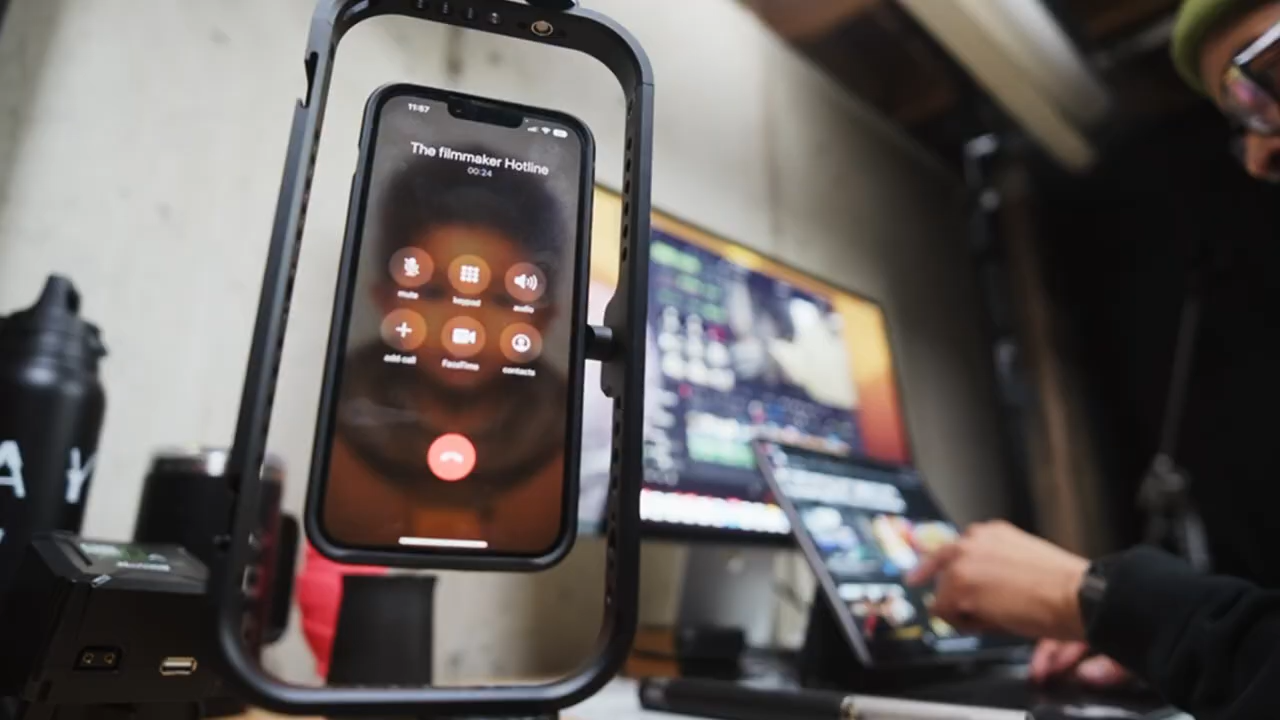 11:57
The filmmaker Hotline
00:24
mute
keypad
audio
add call
FaceTime
contacts
A Y